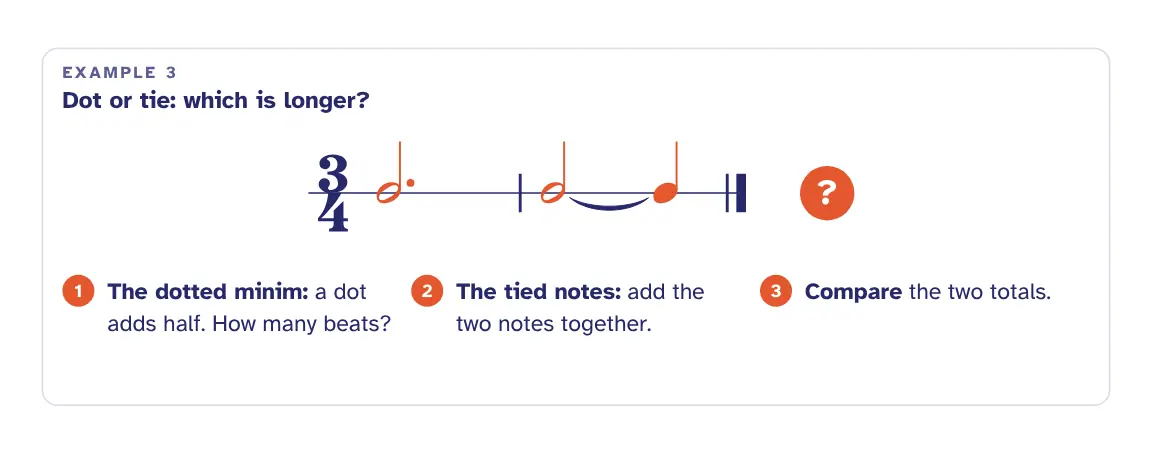 EXAMPLE 3
Dot or tie: which is longer?
3
4
?
1 The dotted minim: a dot
adds half. How many beats?
2 The tied notes: add the
two notes together.
3 Compare the two totals.